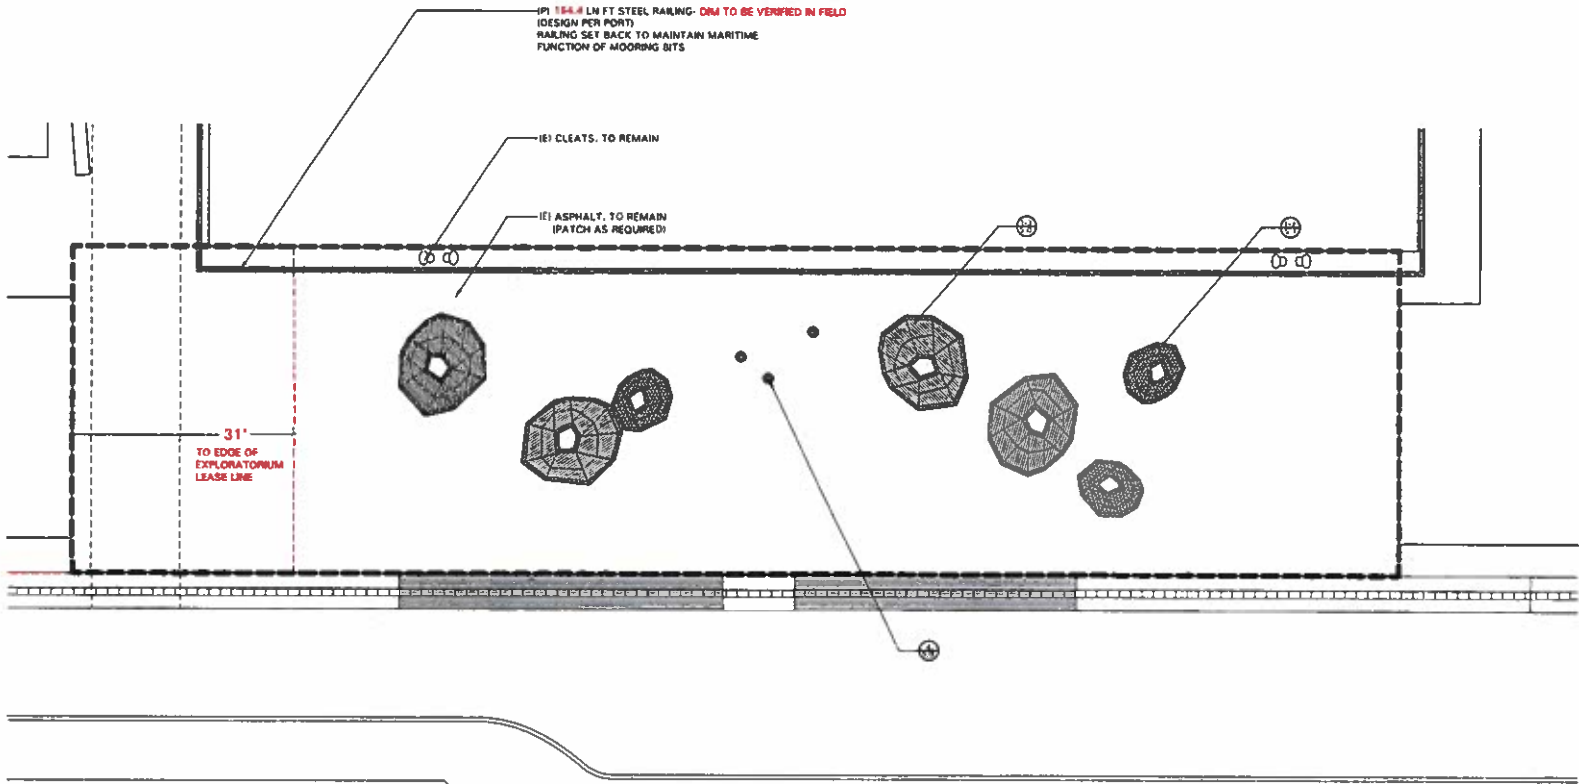 (P) 184.4 LN FT STEEL RAILING- DIM TO BE VERIFIED IN FIELD
(DESIGN PER PORT)
RAILING SET BACK TO MAINTAIN MARITIME
FUNCTION OF MOORING BITS
(E) CLEATS, TO REMAIN
(E) ASPHALT, TO REMAIN
(PATCH AS REQUIRED)
31'
TO EDGE OF
EXPLORATORIUM
LEASE LINE